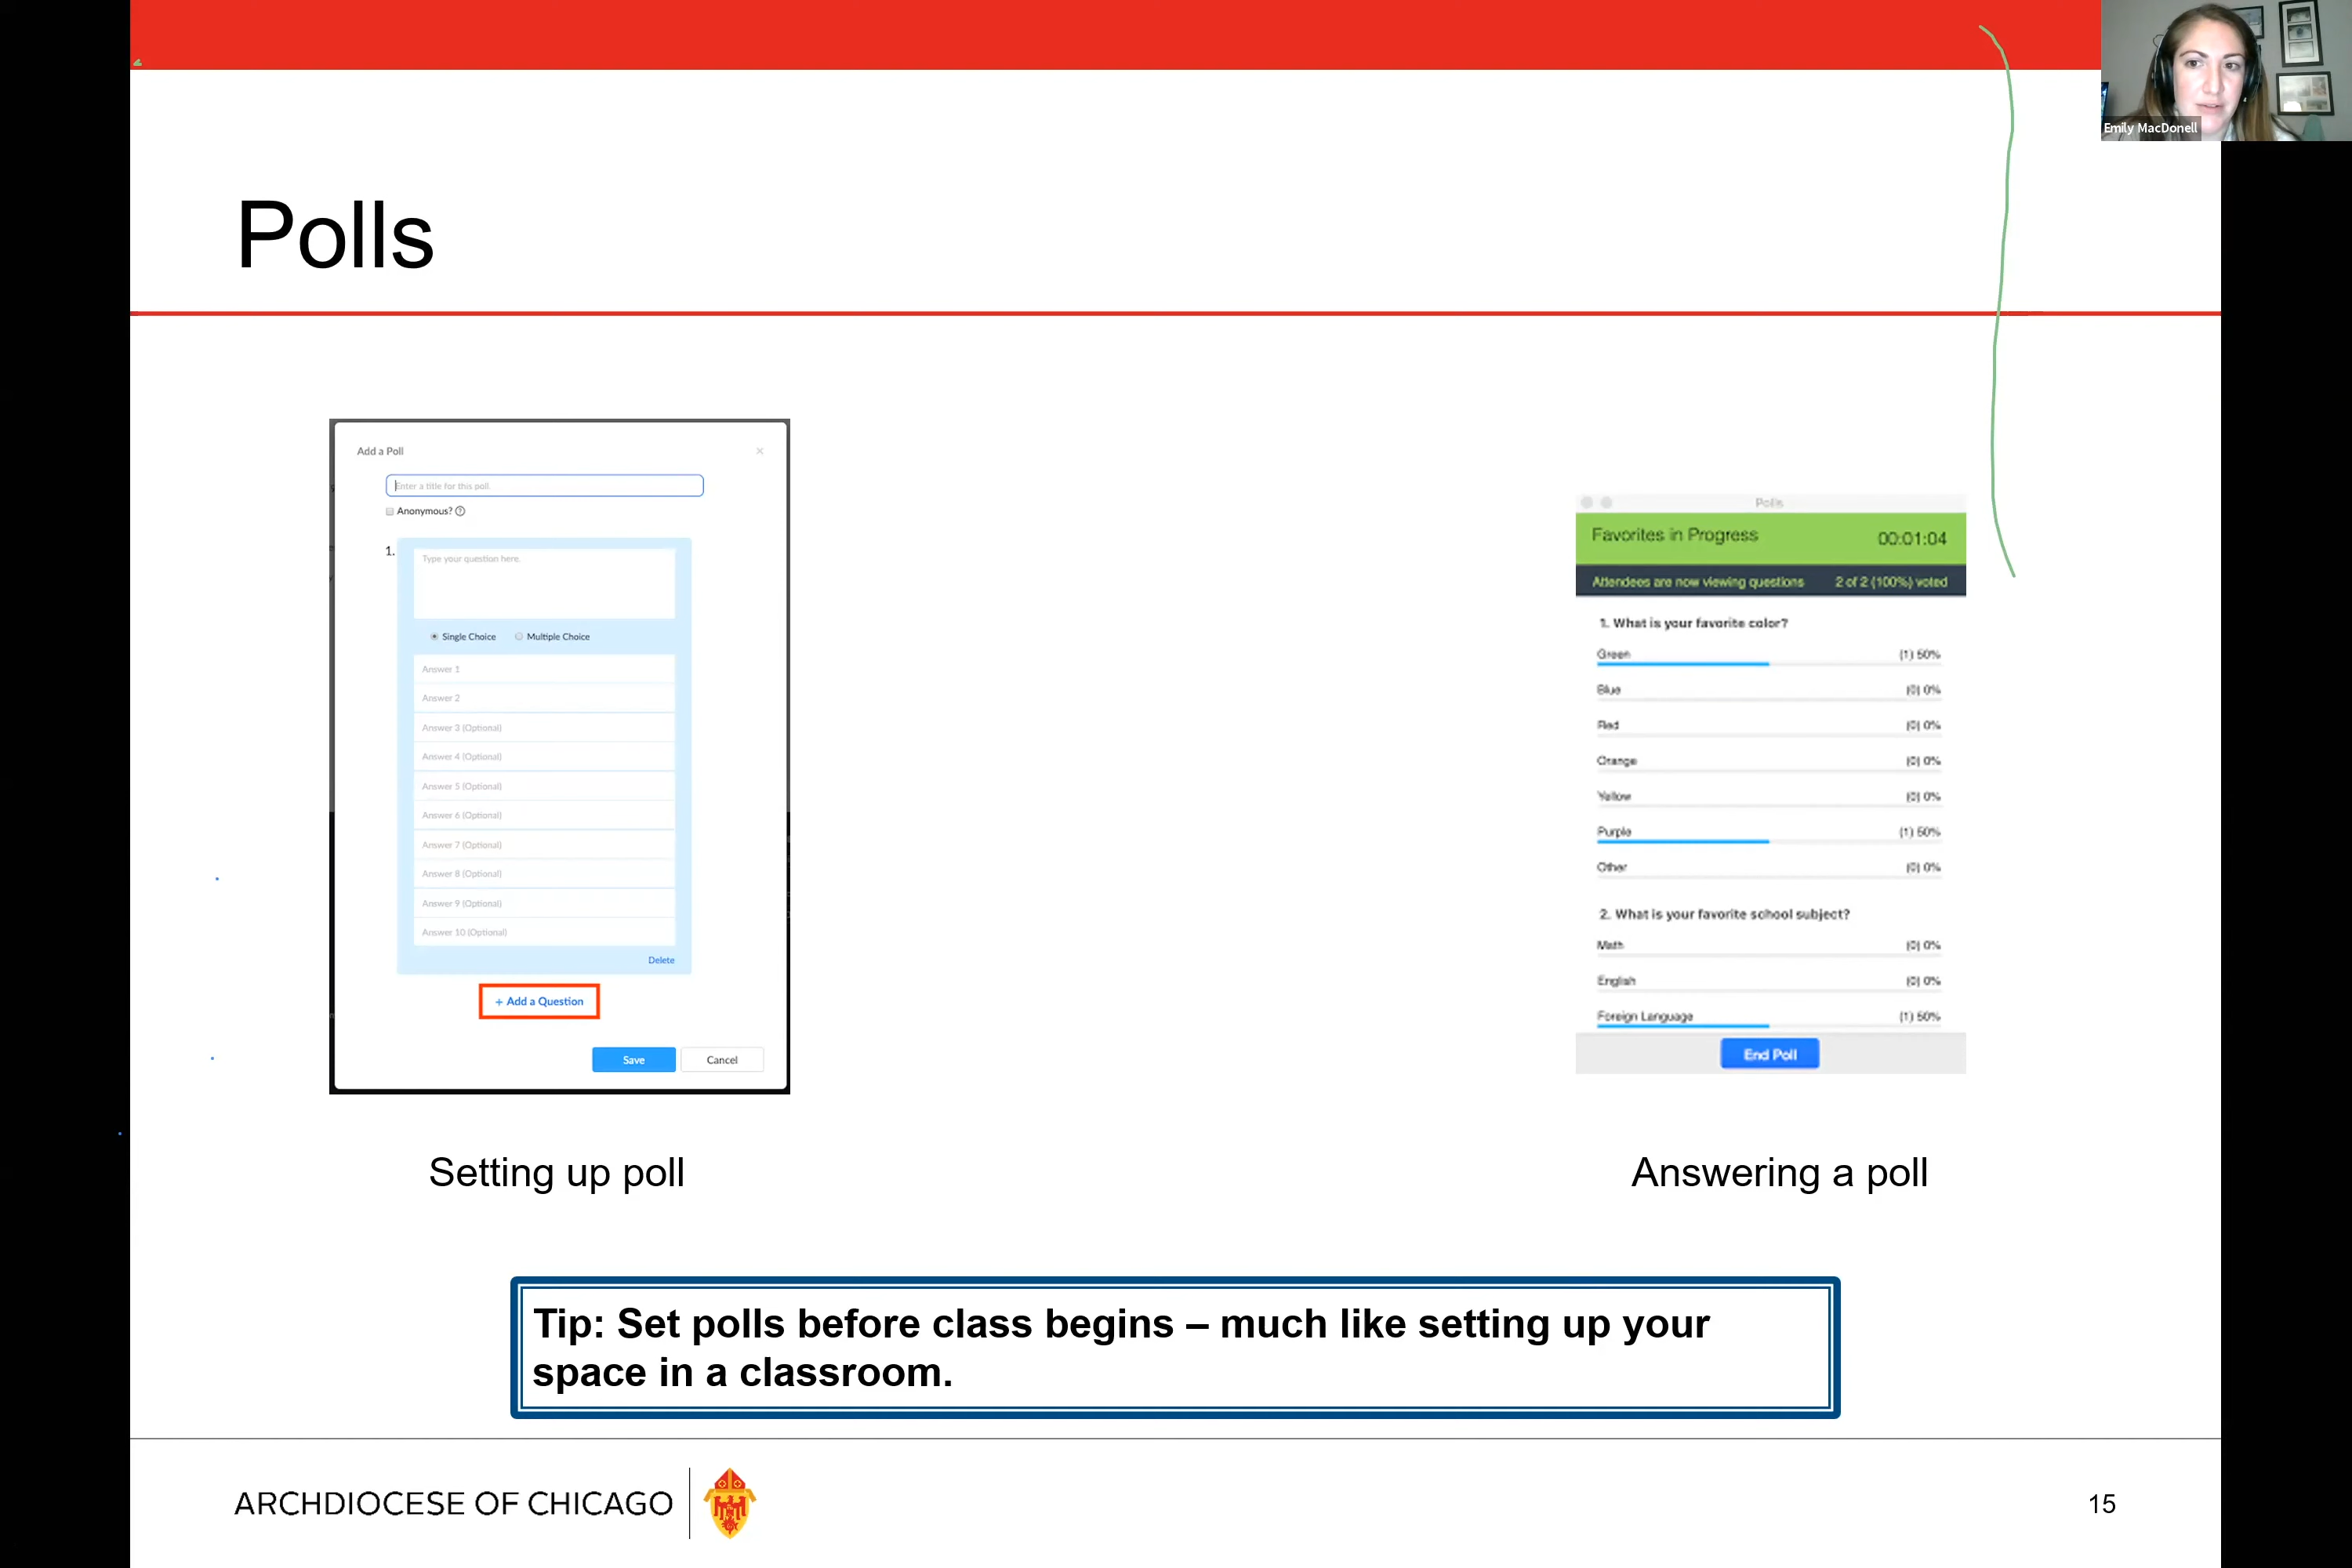 Emily MacDonell
Polls
Add a Poll
×
Enter a title for this poll
Anonymous? ?
1.
Type your question here.
Single Choice Multiple Choice
Answer 1
Answer 2
Answer 3 (Optional)
Answer 4 (Optional)
Answer 5 (Optional)
Answer 6 (Optional)
Answer 7 (Optional)
Answer 8 (Optional)
Answer 9 (Optional)
Answer 10 (Optional)
Delete
+ Add a Question
Save Cancel
Setting up poll
Polls
Favorites in Progress 00:01:04
Attendees are now viewing questions 2 of 2 (100%) voted
1. What is your favorite color?
Green (1) 50%
Blue (0) 0%
Red (0) 0%
Orange (0) 0%
Yellow (0) 0%
Purple (1) 50%
Other (0) 0%
2. What is your favorite school subject?
Math (0) 0%
English (0) 0%
Foreign Language (1) 50%
End Poll
Answering a poll
Tip: Set polls before class begins – much like setting up your
space in a classroom.
ARCHDIOCESE OF CHICAGO
15